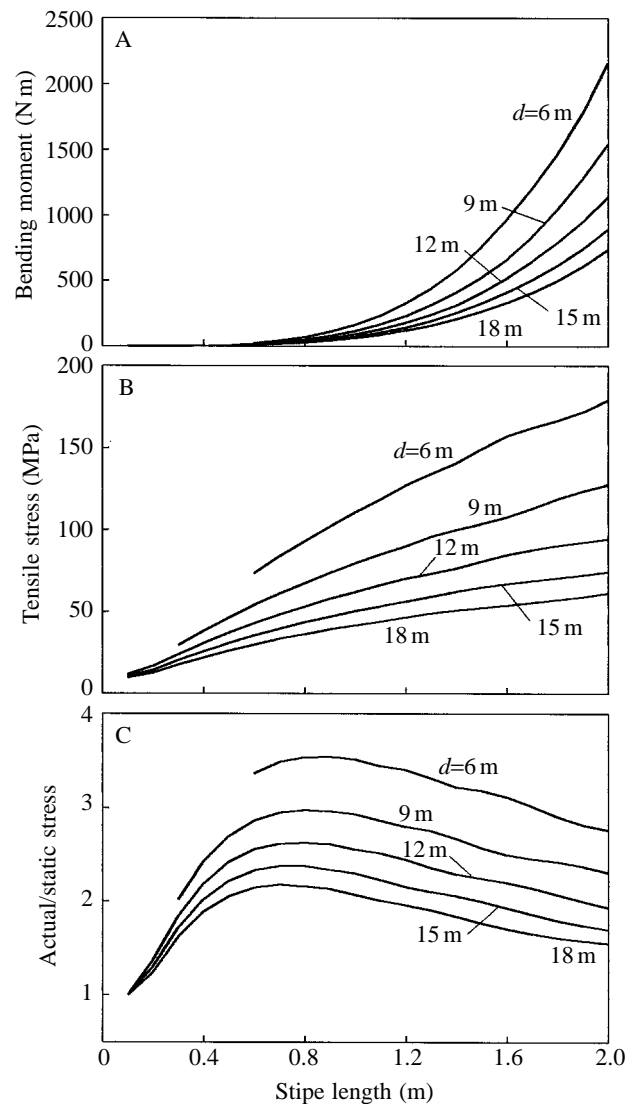 A
Bending moment (N m)
2500
2000
1500
1000
500
0
d=6 m
9 m
12 m
15 m
18 m
B
Tensile stress (MPa)
200
150
100
50
0
d=6 m
9 m
12 m
15 m
18 m
C
Actual/static stress
4
3
2
1
d=6 m
9 m
12 m
15 m
18 m
0 0.4 0.8 1.2 1.6 2.0
Stipe length (m)